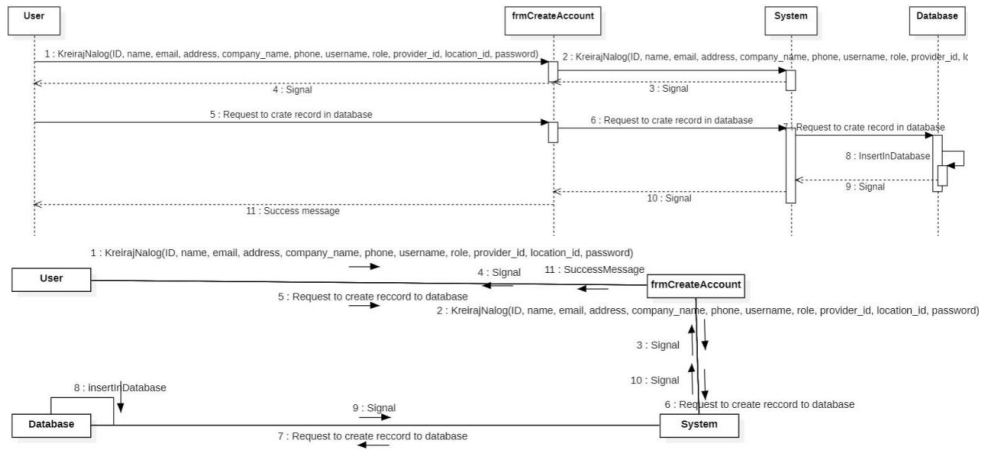 User
frmCreateAccount
System
Database
1 : KreirajNalog(ID, name, email, address, company_name, phone, username, role, provider_id, location_id, password)
2 : KreirajNalog(ID, name, email, address, company_name, phone, username, role, provider_id, lo
4 : Signal
3 : Signal
5 : Request to crate record in database
6 : Request to crate record in database
7 : Request to crate record in database
8 : InsertInDatabase
9 : Signal
10 : Signal
11 : Success message
1 : KreirajNalog(ID, name, email, address, company_name, phone, username, role, provider_id, location_id, password)
User
4 : Signal
11 : SuccessMessage
frmCreateAccount
5 : Request to create reccord to database
2 : KreirajNalog(ID, name, email, address, company_name, phone, username, role, provider_id, location_id, password)
3 : Signal
10 : Signal
8 : insertInDatabase
6 : Request to create reccord to database
9 : Signal
Database
System
7 : Request to create reccord to database